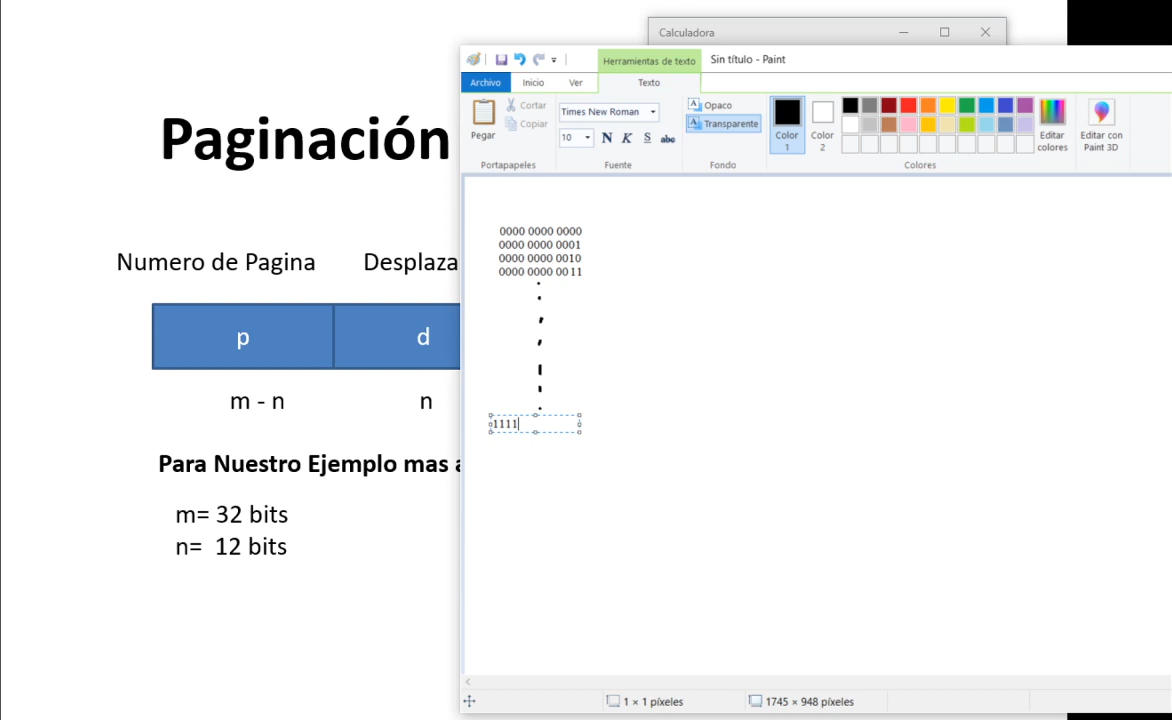 Calculadora
Herramientas de texto
Sin título - Paint
Archivo
Inicio
Ver
Texto
Pegar
Cortar
Copiar
Portapapeles
Times New Roman
10
N K S abc
Fuente
Opaco
Transparente
Fondo
Color 1
Color 2
Editar colores
Editar con Paint 3D
Colores
Paginación
Numero de Pagina
Desplaza
p
d
m - n
n
Para Nuestro Ejemplo mas a
m= 32 bits
n= 12 bits
0000 0000 0000
0000 0000 0001
0000 0000 0010
0000 0000 0011
1111
1 × 1 píxeles
1745 × 948 píxeles